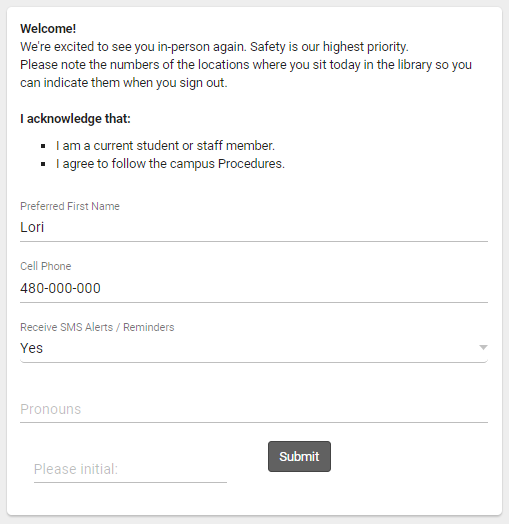 Welcome!
We're excited to see you in-person again. Safety is our highest priority.
Please note the numbers of the locations where you sit today in the library so you
can indicate them when you sign out.
I acknowledge that:
▪ I am a current student or staff member.
▪ I agree to follow the campus Procedures.
Preferred First Name
Lori
Cell Phone
480-000-000
Receive SMS Alerts / Reminders
Yes
Pronouns
Please initial:
Submit